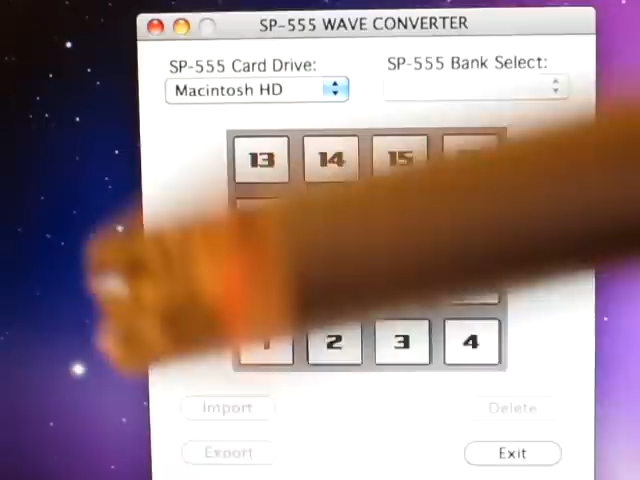 SP-555 WAVE CONVERTER
SP-555 Card Drive:
SP-555 Bank Select:
Macintosh HD
13 14 15
1 2 3 4
Import
Delete
Export
Exit